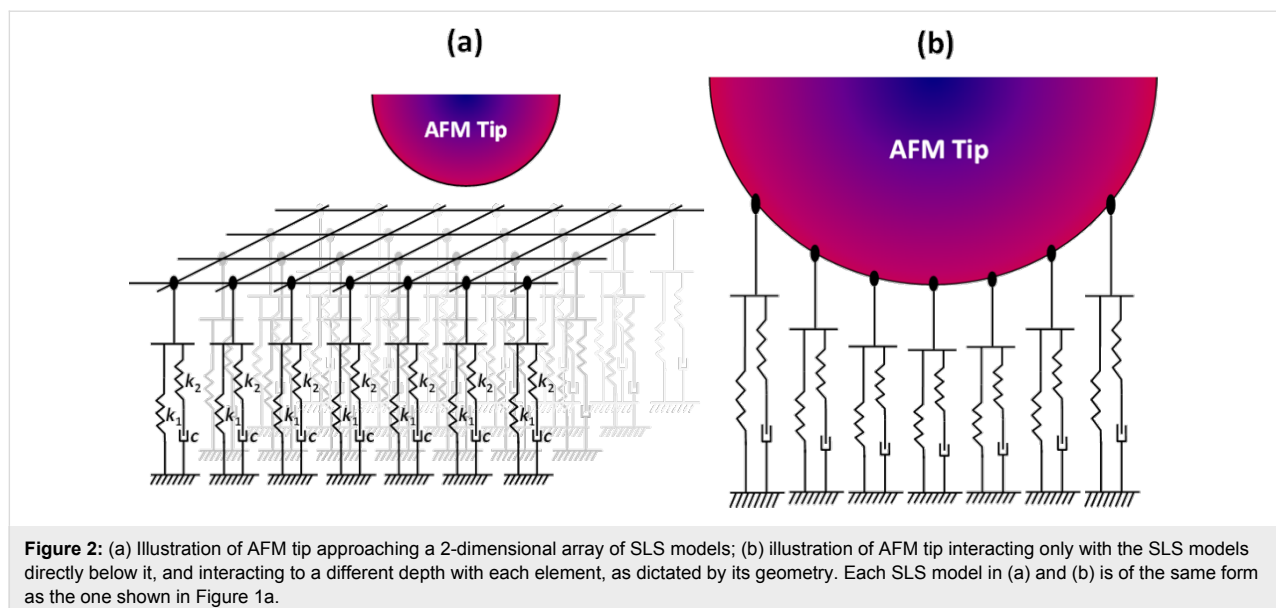 (a)
(b)
AFM Tip
AFM Tip
k2 k2 k2 k2 k2 k2 k2
k1 k1 k1 k1 k1 k1 k1
c c c c c c c
Figure 2: (a) Illustration of AFM tip approaching a 2-dimensional array of SLS models; (b) illustration of AFM tip interacting only with the SLS models
directly below it, and interacting to a different depth with each element, as dictated by its geometry. Each SLS model in (a) and (b) is of the same form
as the one shown in Figure 1a.